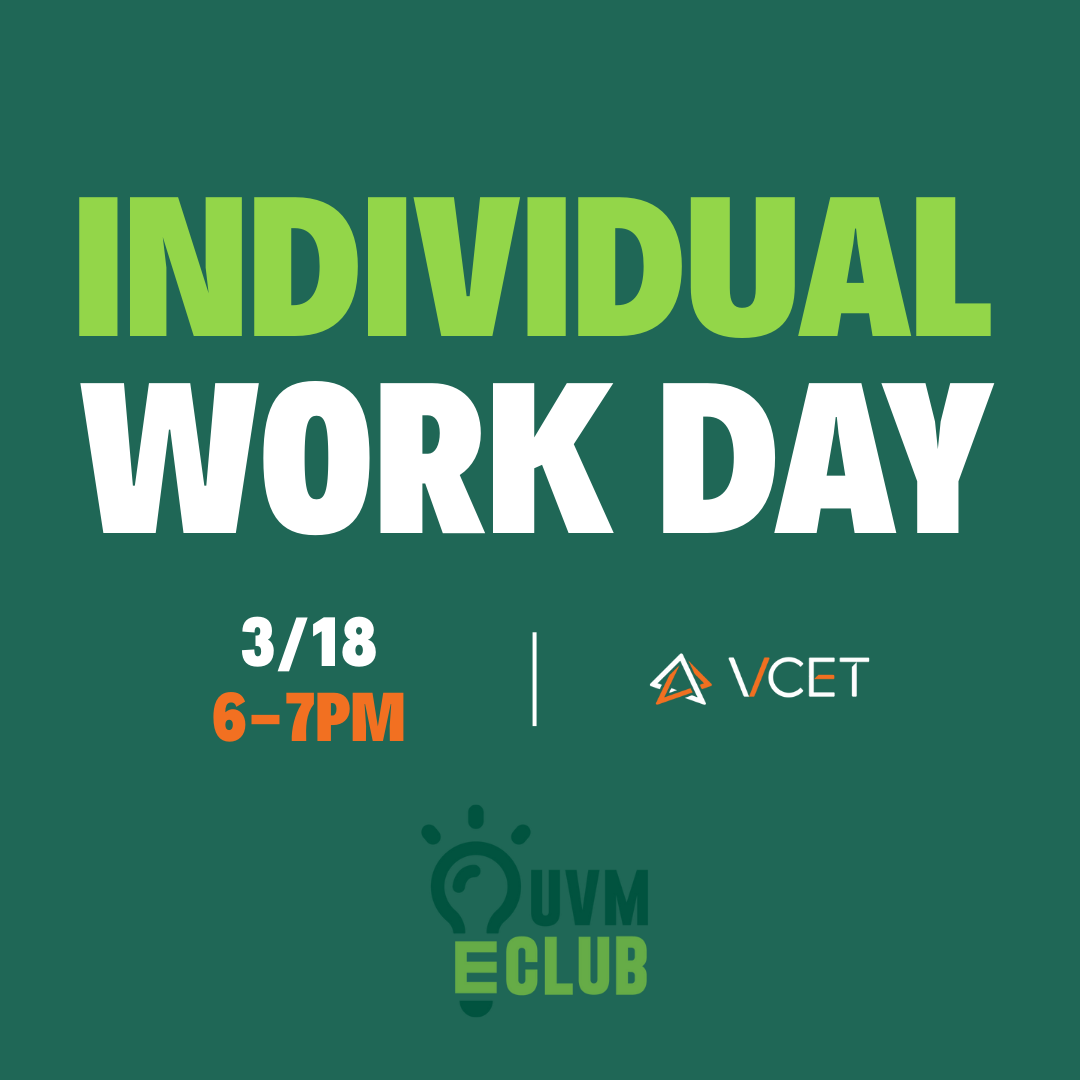 INDIVIDUAL
WORK DAY
3/18
6–7PM
VCET
UVM
ECLUB